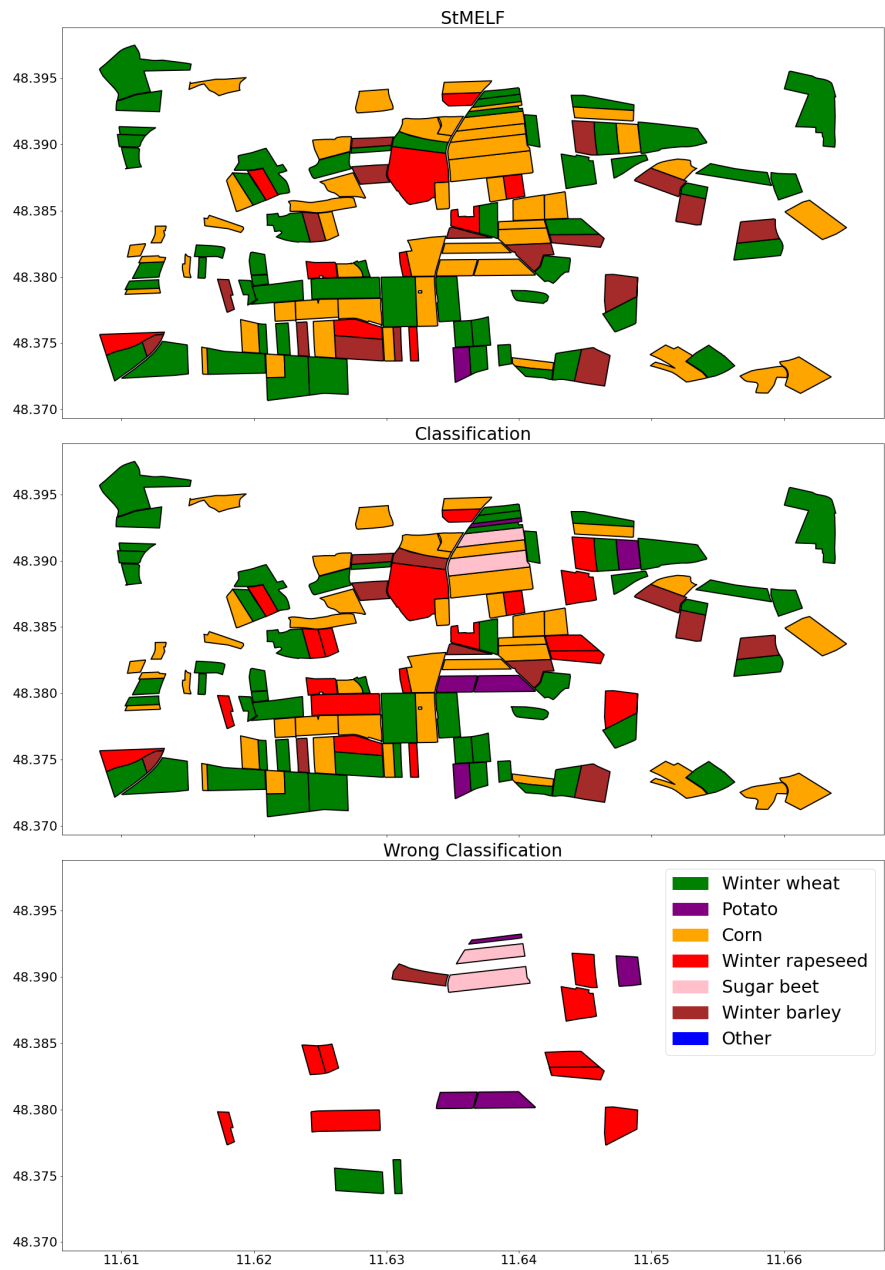 StMELF
48.395
48.390
48.385
48.380
48.375
48.370
Classification
48.395
48.390
48.385
48.380
48.375
48.370
Wrong Classification
Winter wheat
Potato
Corn
Winter rapeseed
Sugar beet
Winter barley
Other
48.395
48.390
48.385
48.380
48.375
48.370
11.61 11.62 11.63 11.64 11.65 11.66